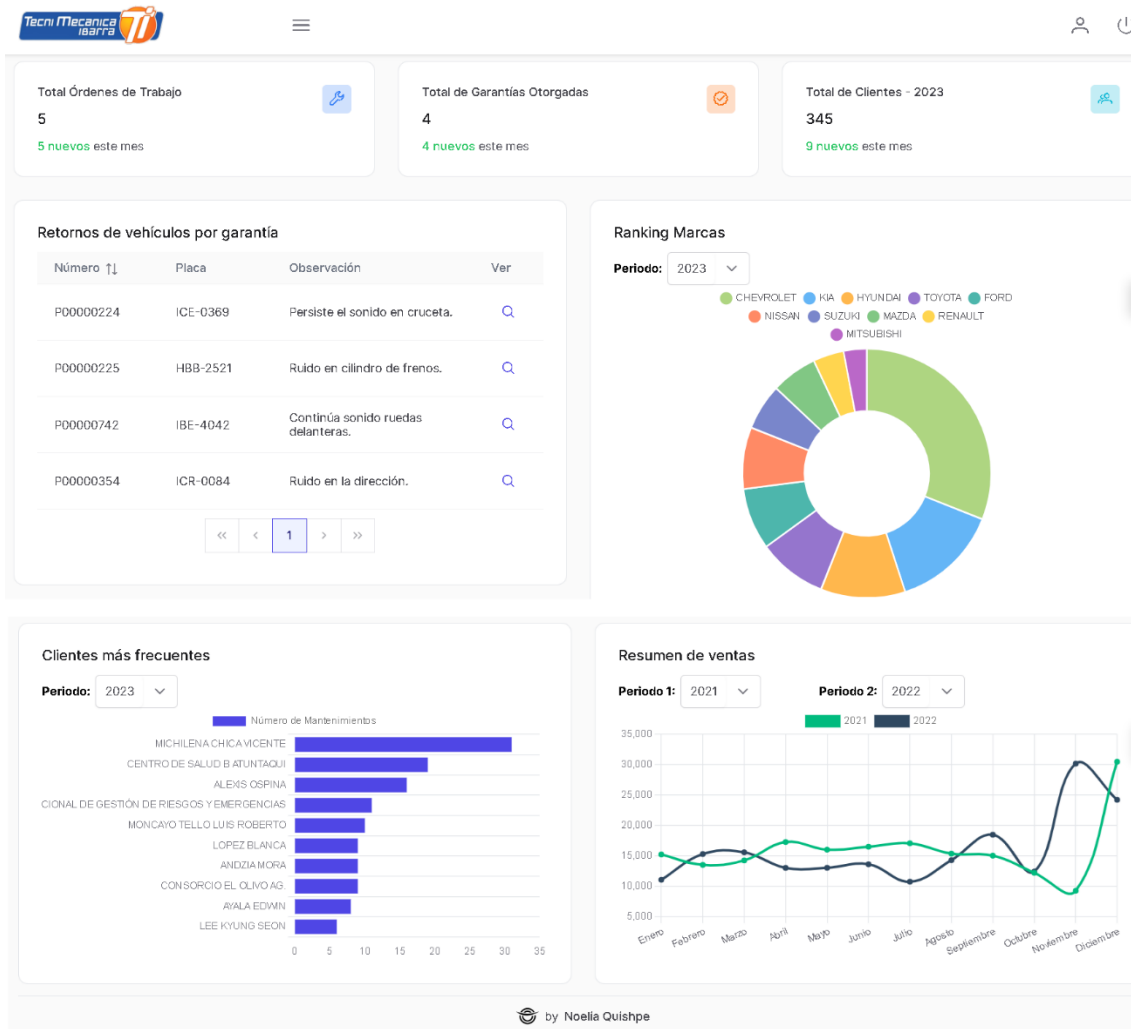 Tecni Mecanica
IBARRA
Total Órdenes de Trabajo
5
5 nuevos este mes
Total de Garantías Otorgadas
4
4 nuevos este mes
Total de Clientes - 2023
345
9 nuevos este mes
Retornos de vehículos por garantía
Número Placa Observación Ver
P00000224 ICE-0369 Persiste el sonido en cruceta.
P00000225 HBB-2521 Ruido en cilindro de frenos.
P00000742 IBE-4042 Continúa sonido ruedas
delanteras.
P00000354 ICR-0084 Ruido en la dirección.
« < 1 > »
Ranking Marcas
Periodo: 2023
CHEVROLET KIA HYUNDAI TOYOTA FORD
NISSAN SUZUKI MAZDA RENAULT
MITSUBISHI
Clientes más frecuentes
Periodo: 2023
Número de Mantenimientos
MICHILENA CHICA VICENTE
CENTRO DE SALUD B ATUNTAQUI
ALEXIS OSPINA
CIONAL DE GESTIÓN DE RIESGOS Y EMERGENCIAS
MONCAYO TELLO LUIS ROBERTO
LOPEZ BLANCA
ANDZIA MORA
CONSORCIO EL OLIVO AG.
AYALA EDWIN
LEE KYUNG SEON
0 5 10 15 20 25 30 35
Resumen de ventas
Periodo 1: 2021 Periodo 2: 2022
2021 2022
35,000
30,000
25,000
20,000
15,000
10,000
5,000
Enero Febrero Marzo Abril Mayo Junio Julio Agosto Septiembre Octubre Noviembre Diciembre
by Noelia Quishpe